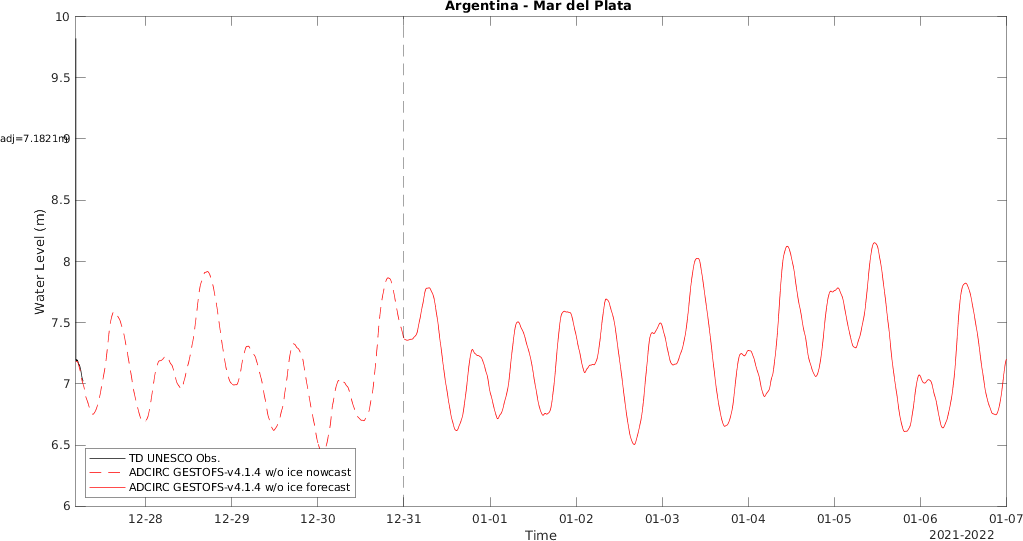 Argentina - Mar del Plata
10
9.5
adj=7.1821m
9
8.5
8
7.5
7
6.5
6
Water Level (m)
TD UNESCO Obs.
ADCIRC GESTOFS-v4.1.4 w/o ice nowcast
ADCIRC GESTOFS-v4.1.4 w/o ice forecast
12-28 12-29 12-30 12-31 01-01 01-02 01-03 01-04 01-05 01-06 01-07
Time
2021-2022